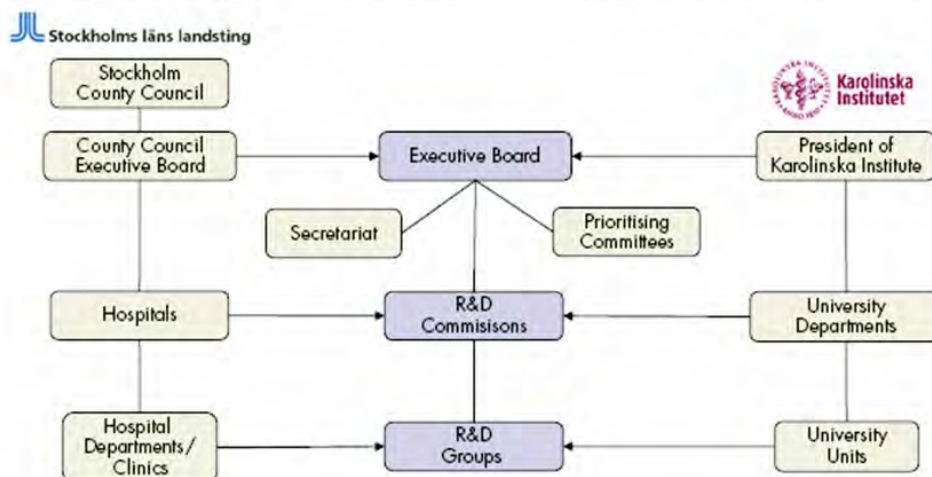 Stockholms läns landsting
Stockholm
County Council
Karolinska
Institutet
County Council
Executive Board
Executive Board
President of
Karolinska Institute
Secretariat
Prioritising
Committees
Hospitals
R&D
Commisisons
University
Departments
Hospital
Departments/
Clinics
R&D
Groups
University
Units